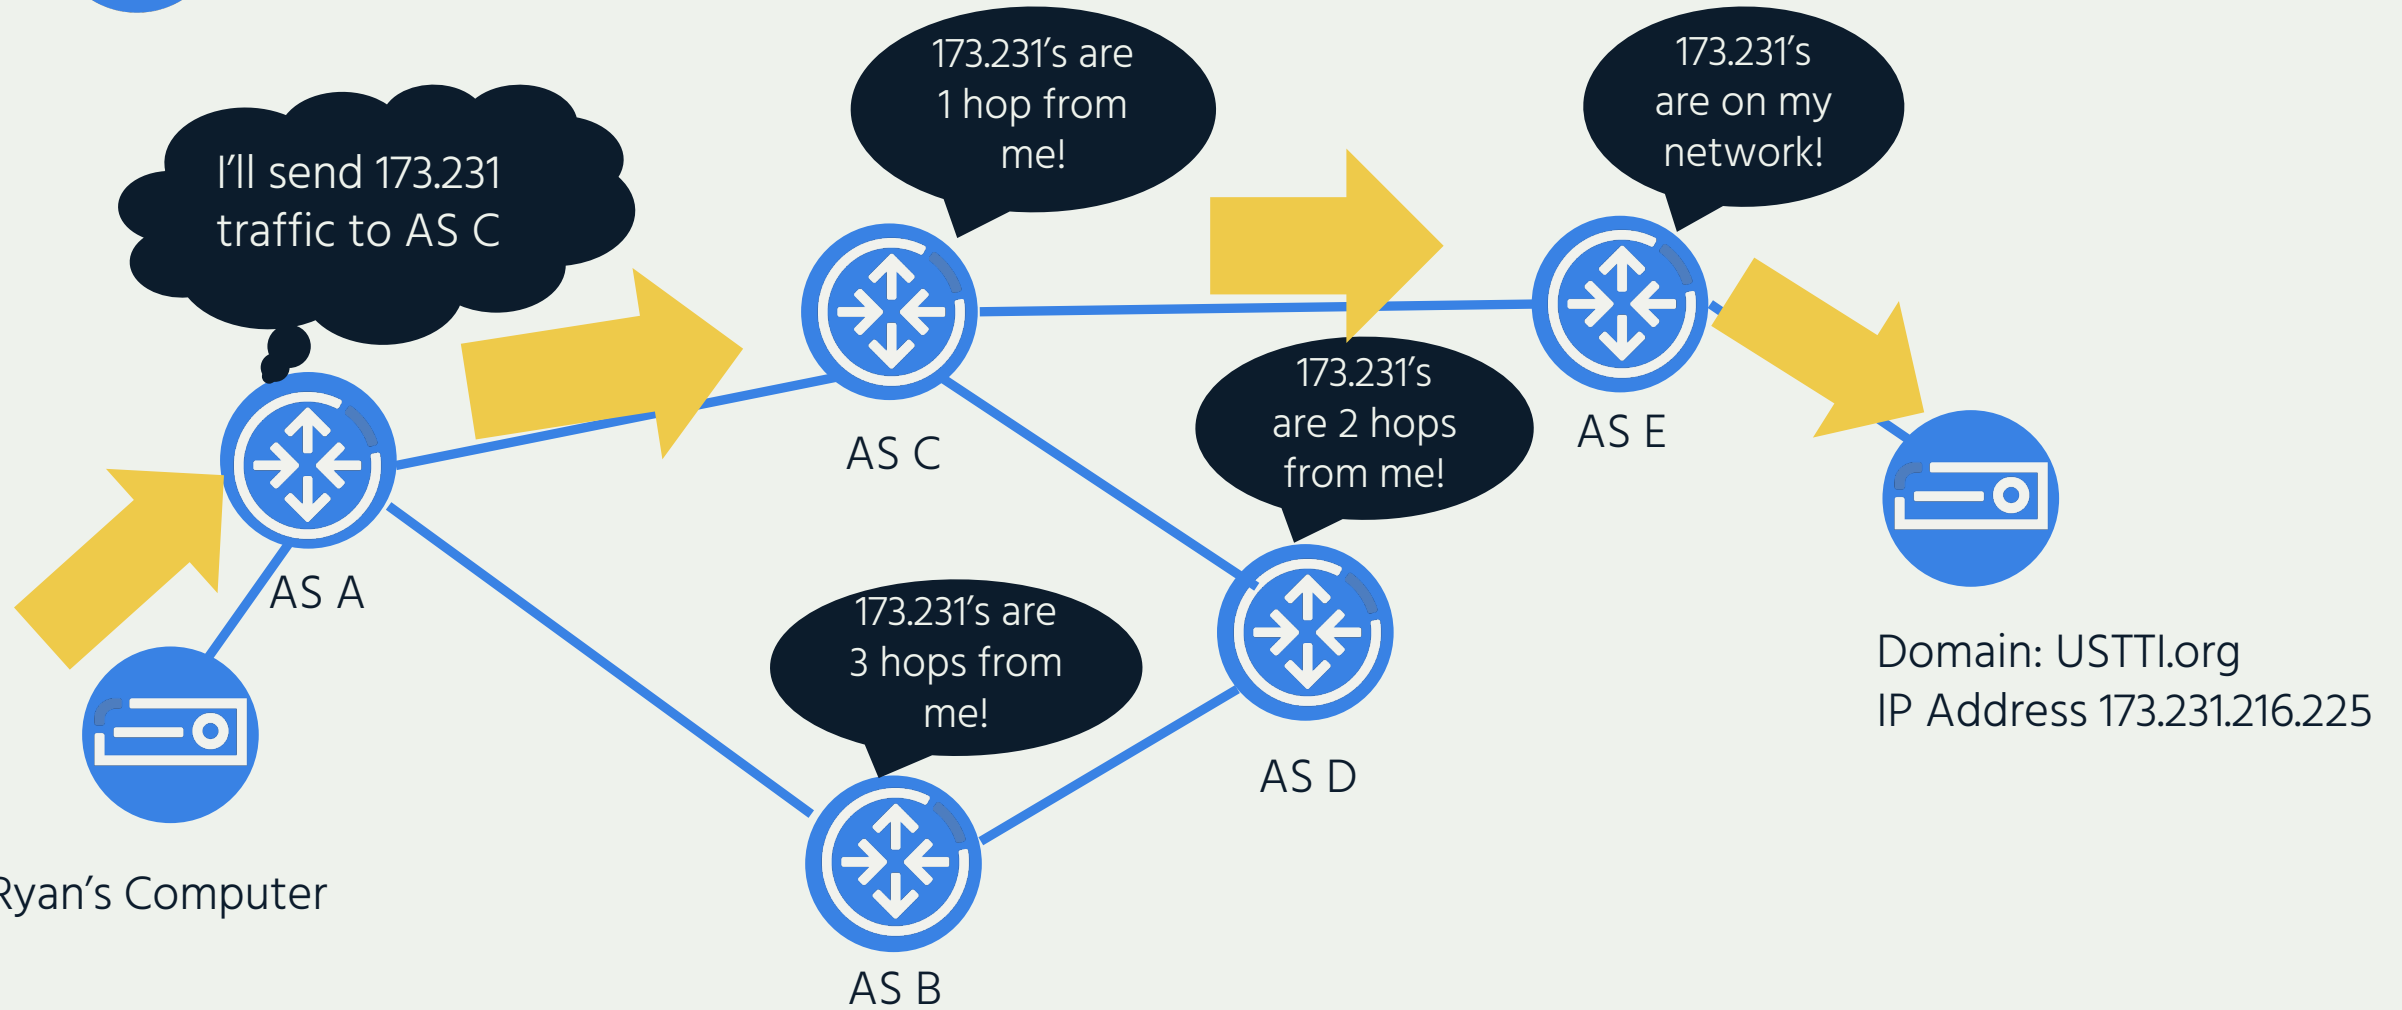 I'll send 173.231
traffic to AS C
173.231's are
1 hop from
me!
173.231's
are on my
network!
AS C
173.231's
are 2 hops
from me!
AS E
AS A
173.231's are
3 hops from
me!
AS D
Domain: USTTI.org
IP Address 173.231.216.225
Ryan's Computer
AS B